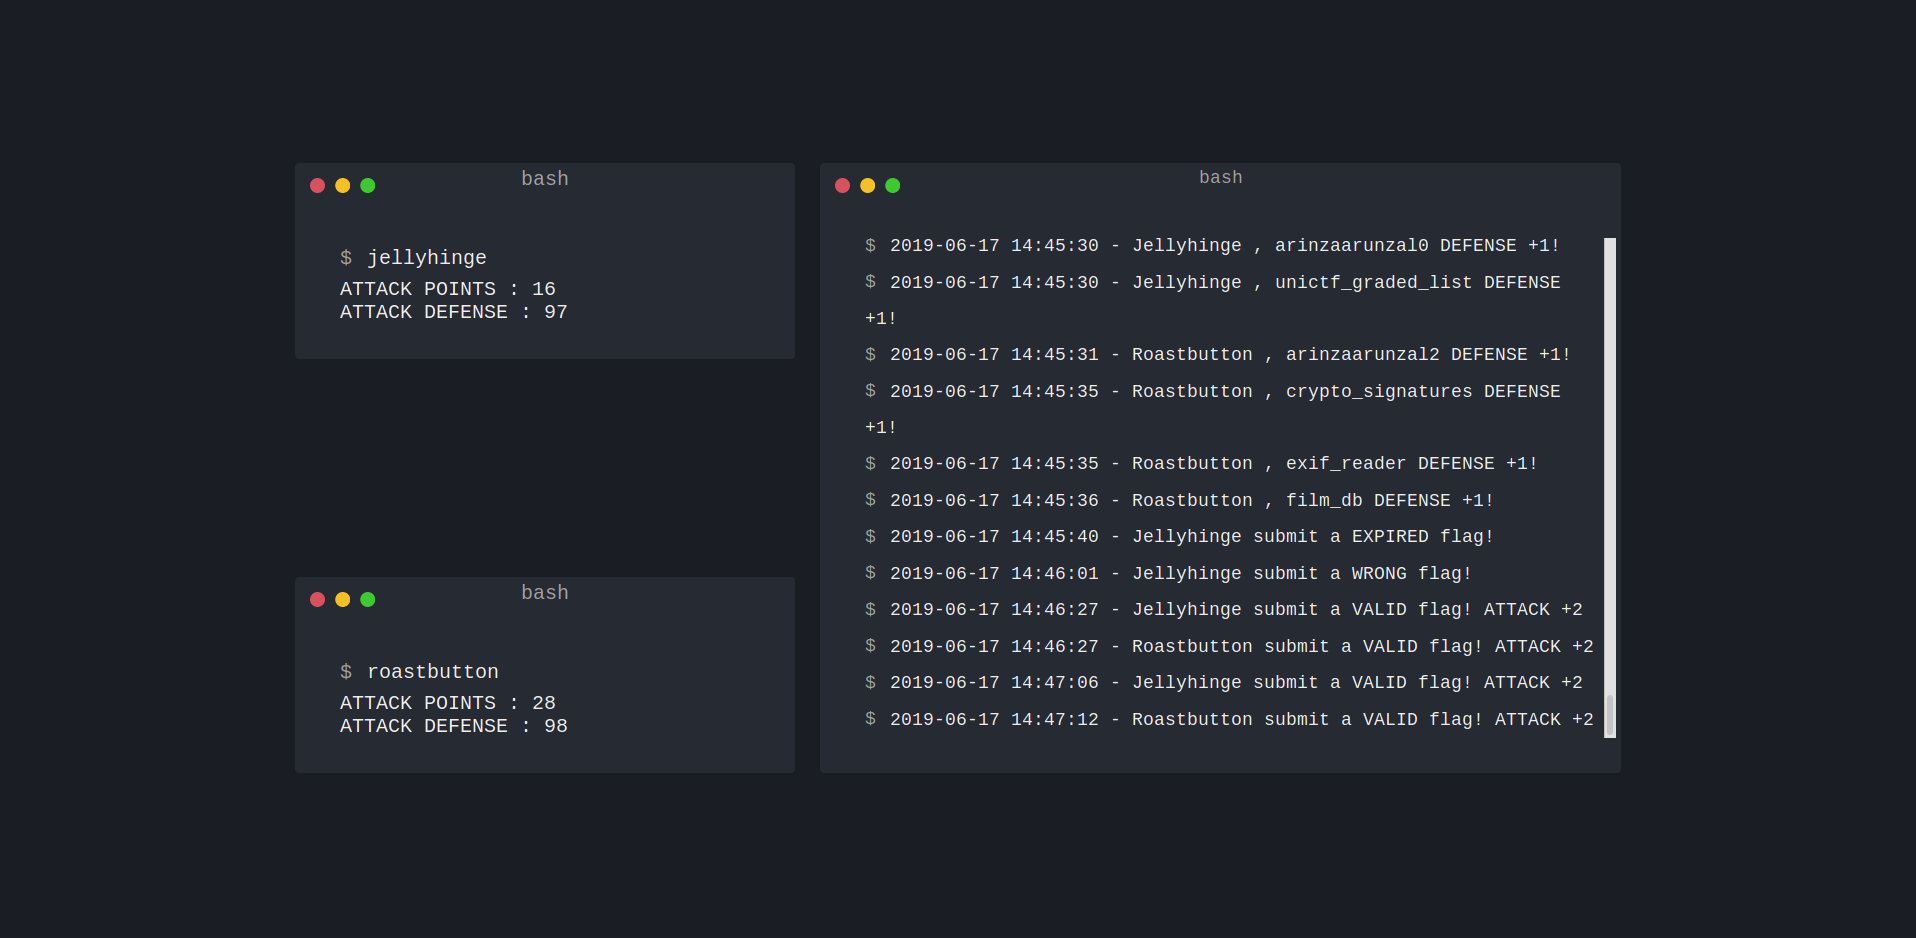 bash
$ jellyhinge
ATTACK POINTS : 16
ATTACK DEFENSE : 97
bash
$ roastbutton
ATTACK POINTS : 28
ATTACK DEFENSE : 98
bash
$ 2019-06-17 14:45:30 - Jellyhinge , arinzaarunzal0 DEFENSE +1!
$ 2019-06-17 14:45:30 - Jellyhinge , unictf_graded_list DEFENSE
+1!
$ 2019-06-17 14:45:31 - Roastbutton , arinzaarunzal2 DEFENSE +1!
$ 2019-06-17 14:45:35 - Roastbutton , crypto_signatures DEFENSE
+1!
$ 2019-06-17 14:45:35 - Roastbutton , exif_reader DEFENSE +1!
$ 2019-06-17 14:45:36 - Roastbutton , film_db DEFENSE +1!
$ 2019-06-17 14:45:40 - Jellyhinge submit a EXPIRED flag!
$ 2019-06-17 14:46:01 - Jellyhinge submit a WRONG flag!
$ 2019-06-17 14:46:27 - Jellyhinge submit a VALID flag! ATTACK +2
$ 2019-06-17 14:46:27 - Roastbutton submit a VALID flag! ATTACK +2
$ 2019-06-17 14:47:06 - Jellyhinge submit a VALID flag! ATTACK +2
$ 2019-06-17 14:47:12 - Roastbutton submit a VALID flag! ATTACK +2